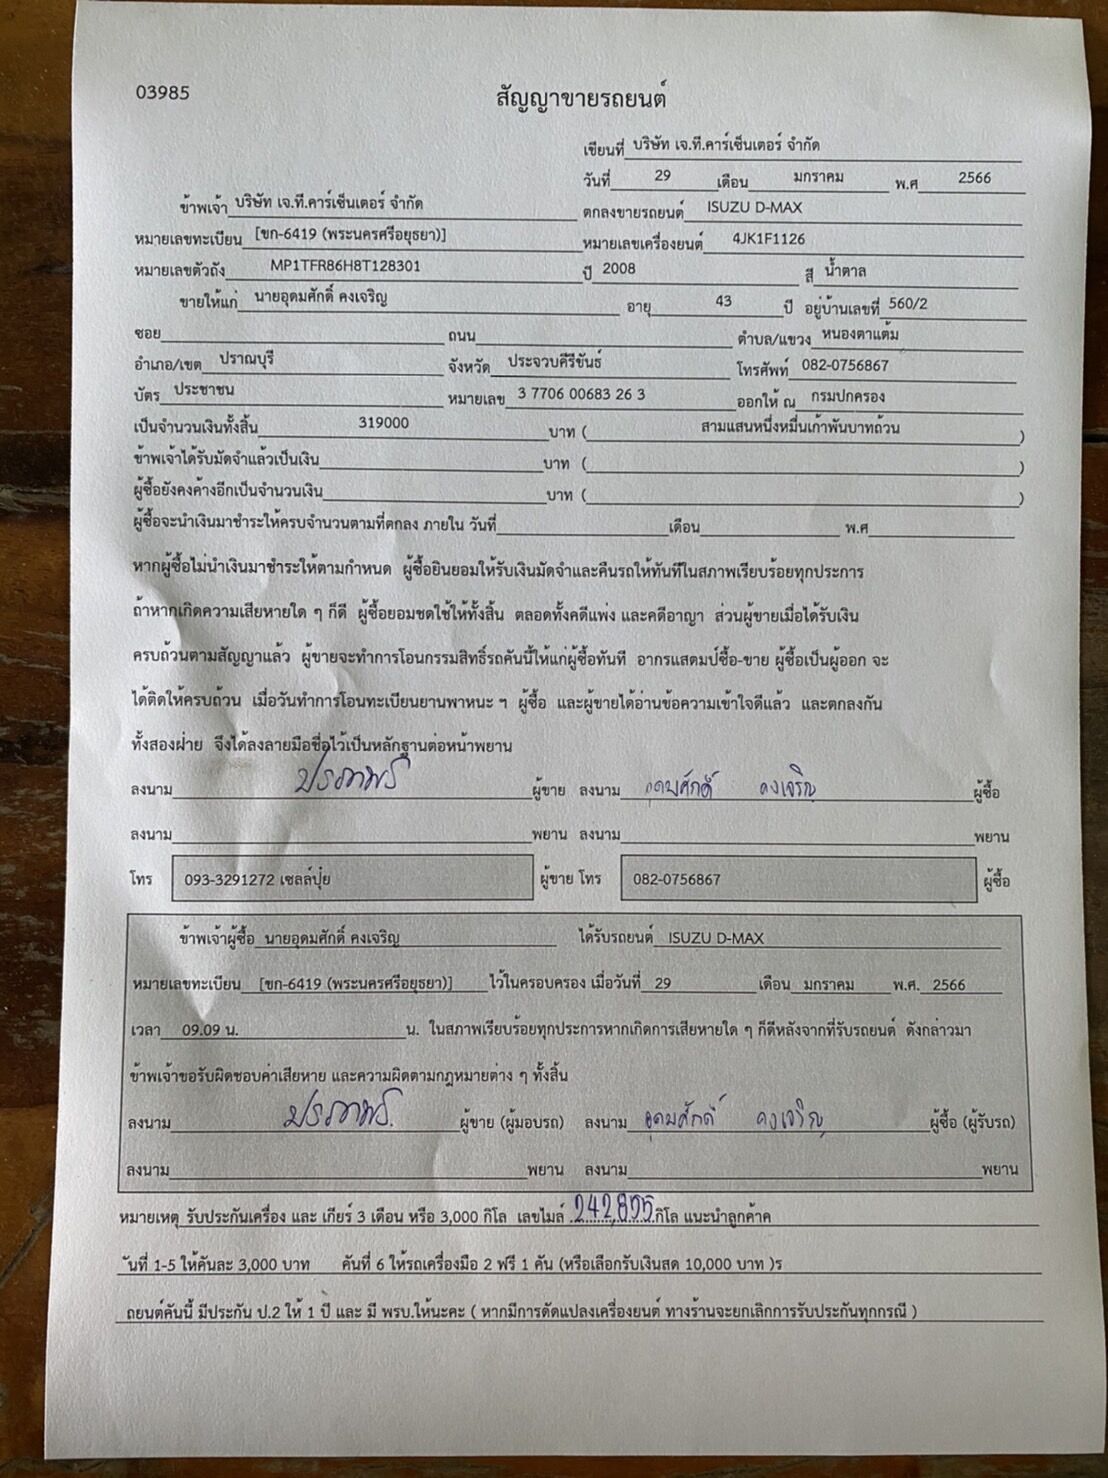 03985
สัญญาขายรถยนต์
เขียนที่ บริษัท เจ.ที.คาร์เซ็นเตอร์ จำกัด
วันที่ 29 เดือน มกราคม พ.ศ 2566
ข้าพเจ้า บริษัท เจ.ที.คาร์เซ็นเตอร์ จำกัด ตกลงขายรถยนต์ ISUZU D-MAX
หมายเลขทะเบียน [ขก-6419 (พระนครศรีอยุธยา)] หมายเลขเครื่องยนต์ 4JK1F1126
หมายเลขตัวถัง MP1TFR86H8T128301 ปี 2008 สี น้ำตาล
ขายให้แก่ นายอุดมศักดิ์ คงเจริญ อายุ 43 ปี อยู่บ้านเลขที่ 560/2
ซอย ถนน ตำบล/แขวง หนองตาแต้ม
อำเภอ/เขต ปราณบุรี จังหวัด ประจวบคีรีขันธ์ โทรศัพท์ 082-0756867
บัตร ประชาชน หมายเลข 3 7706 00683 26 3 ออกให้ ณ กรมปกครอง
เป็นจำนวนเงินทั้งสิ้น 319000 บาท ( สามแสนหนึ่งหมื่นเก้าพันบาทถ้วน )
ข้าพเจ้าได้รับมัดจำแล้วเป็นเงิน บาท ( )
ผู้ซื้อยังคงค้างอีกเป็นจำนวนเงิน บาท ( )
ผู้ซื้อจะนำเงินมาชำระให้ครบจำนวนตามที่ตกลง ภายใน วันที่ เดือน พ.ศ
หากผู้ซื้อไม่นำเงินมาชำระให้ตามกำหนด ผู้ซื้อยินยอมให้รับเงินมัดจำและคืนรถให้ทันทีในสภาพเรียบร้อยทุกประการ
ถ้าหากเกิดความเสียหายใด ๆ ก็ดี ผู้ซื้อยอมชดใช้ให้ทั้งสิ้น ตลอดทั้งคดีแพ่ง และคดีอาญา ส่วนผู้ขายเมื่อได้รับเงิน
ครบถ้วนตามสัญญาแล้ว ผู้ขายจะทำการโอนกรรมสิทธิ์รถคันนี้ให้แก่ผู้ซื้อทันที อากรแสตมป์ซื้อ-ขาย ผู้ซื้อเป็นผู้ออก จะ
ได้ติดให้ครบถ้วน เมื่อวันทำการโอนทะเบียนยานพาหนะ ฯ ผู้ซื้อ และผู้ขายได้อ่านข้อความเข้าใจดีแล้ว และตกลงกัน
ทั้งสองฝ่าย จึงได้ลงลายมือชื่อไว้เป็นหลักฐานต่อหน้าพยาน
ลงนาม ผู้ขาย ลงนาม อุดมศักดิ์ คงเจริญ ผู้ซื้อ
ลงนาม พยาน ลงนาม พยาน
โทร 093-3291272 เซลล์ปุ๋ย ผู้ขาย โทร 082-0756867 ผู้ซื้อ
ข้าพเจ้าผู้ซื้อ นายอุดมศักดิ์ คงเจริญ ได้รับรถยนต์ ISUZU D-MAX
หมายเลขทะเบียน [ขก-6419 (พระนครศรีอยุธยา)] ไว้ในครอบครอง เมื่อวันที่ 29 เดือน มกราคม พ.ศ. 2566
เวลา 09.09 น. น. ในสภาพเรียบร้อยทุกประการหากเกิดการเสียหายใด ๆ ก็ดีหลังจากที่รับรถยนต์ ดังกล่าวมา
ข้าพเจ้าขอรับผิดชอบค่าเสียหาย และความผิดตามกฎหมายต่าง ๆ ทั้งสิ้น
ลงนาม ผู้ขาย (ผู้มอบรถ) ลงนาม อุดมศักดิ์ คงเจริญ ผู้ซื้อ (ผู้รับรถ)
ลงนาม พยาน ลงนาม พยาน
หมายเหตุ รับประกันเครื่อง และ เกียร์ 3 เดือน หรือ 3,000 กิโล เลขไมล์ 242,895 กิโล แนะนำลูกค้าค
ันที่ 1-5 ให้คันละ 3,000 บาท คันที่ 6 ให้รถเครื่องมือ 2 ฟรี 1 คัน (หรือเลือกรับเงินสด 10,000 บาท )ร
ถยนต์คันนี้ มีประกัน ป.2 ให้ 1 ปี และ มี พรบ.ให้นะคะ ( หากมีการดัดแปลงเครื่องยนต์ ทางร้านจะยกเลิกการรับประกันทุกกรณี )